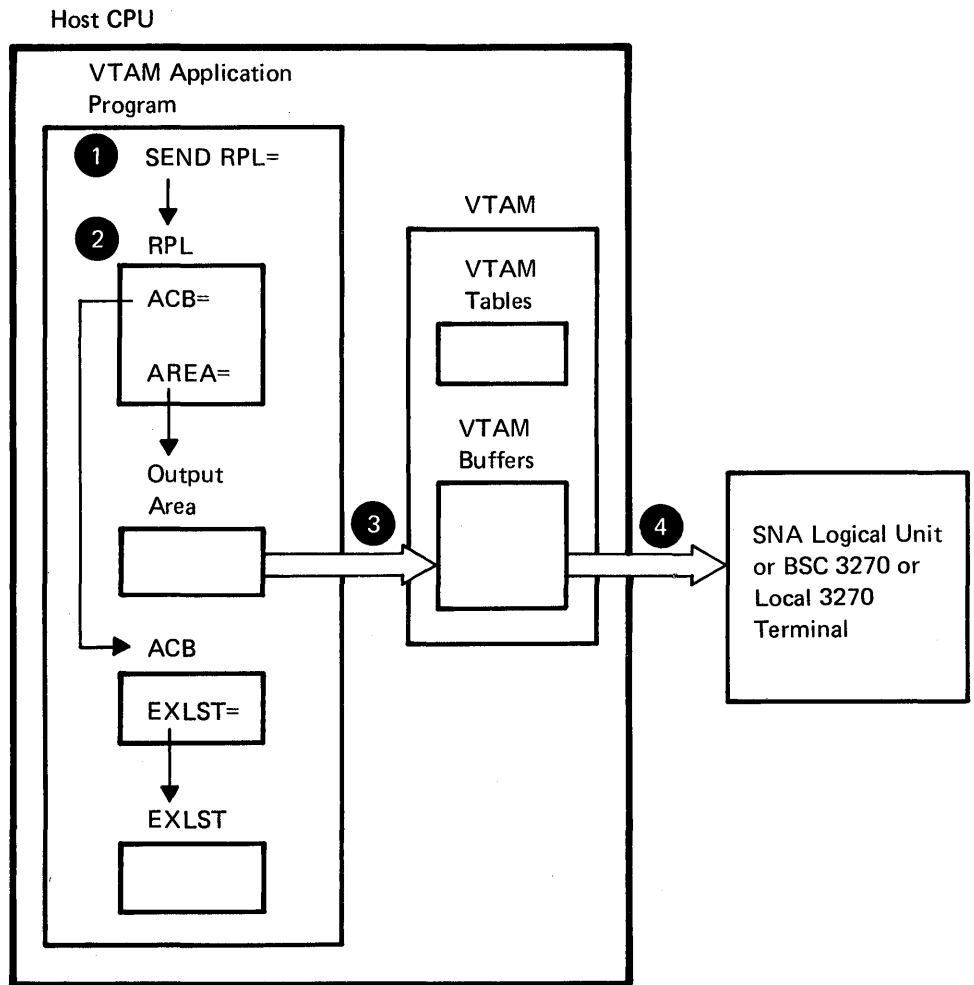 Host CPU
VTAM Application
Program
1 SEND RPL=
2 RPL
ACB=
AREA=
Output
Area
3
ACB
EXLST=
EXLST
VTAM
VTAM
Tables
VTAM
Buffers
4
SNA Logical Unit
or BSC 3270 or
Local 3270
Terminal